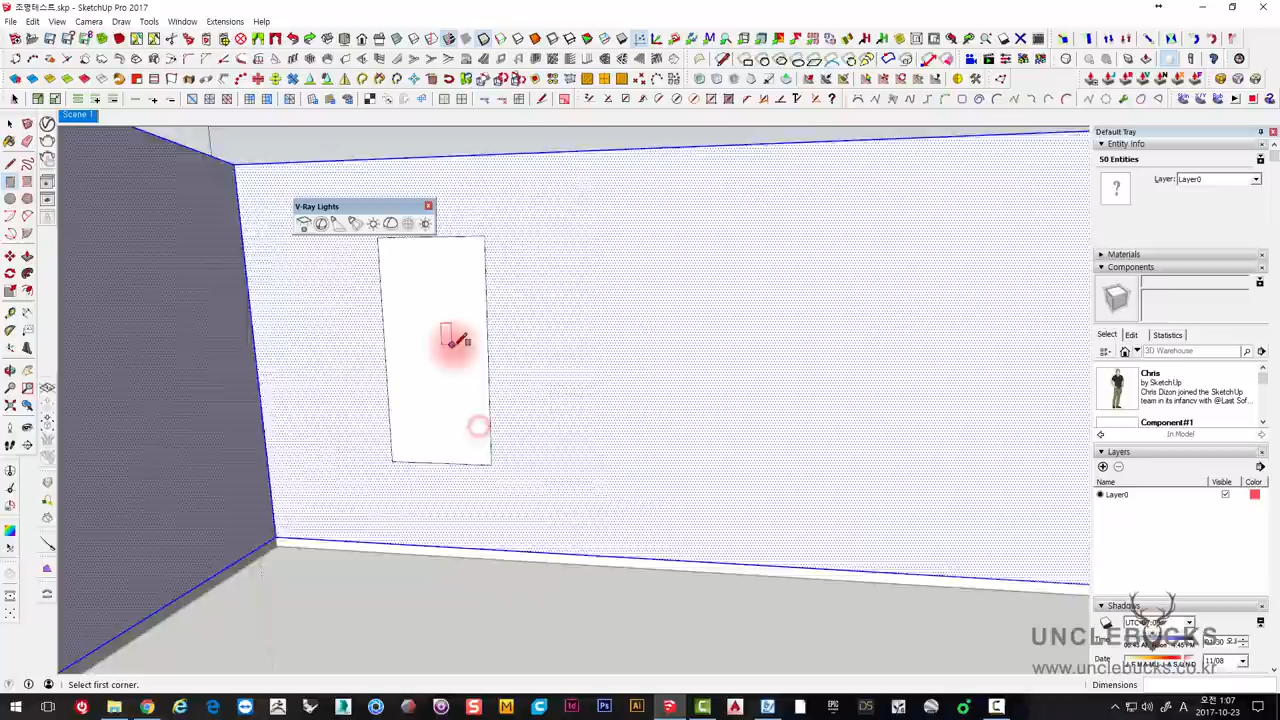 조명테스트.skp - SketchUp Pro 2017
File Edit View Camera Draw Tools Window Extensions Help
Scene 1
V-Ray Lights
Default Tray
Entity Info
50 Entities
Layer: Layer0
Materials
Components
Select Edit Statistics
3D Warehouse
Chris
by SketchUp
Chris Dizon joined the SketchUp
team in its infancy with @Last Sof...
Component#1
In Model
Layers
Name Visible Color
Layer0
Shadows
UNCLEBUCKS
Date 11/08
www.unclebucks.co.kr
Select first corner.
Dimensions
오전 1:07
2017-10-23